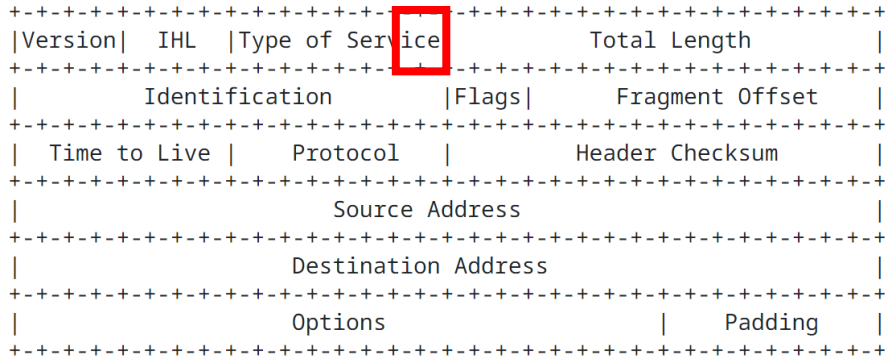 +-+-+-+-+-+-+-+-+-+-+-+-+-+-+-+-+-+-+-+-+-+-+-+-+-+-+-+-+-+-+-+-+
|Version|  IHL  |Type of Service          Total Length         |
+-+-+-+-+-+-+-+-+-+-+-+-+-+-+-+-+-+-+-+-+-+-+-+-+-+-+-+-+-+-+-+-+
|         Identification        |Flags|      Fragment Offset    |
+-+-+-+-+-+-+-+-+-+-+-+-+-+-+-+-+-+-+-+-+-+-+-+-+-+-+-+-+-+-+-+-+
|  Time to Live |    Protocol   |         Header Checksum       |
+-+-+-+-+-+-+-+-+-+-+-+-+-+-+-+-+-+-+-+-+-+-+-+-+-+-+-+-+-+-+-+-+
|                       Source Address                          |
+-+-+-+-+-+-+-+-+-+-+-+-+-+-+-+-+-+-+-+-+-+-+-+-+-+-+-+-+-+-+-+-+
|                    Destination Address                        |
+-+-+-+-+-+-+-+-+-+-+-+-+-+-+-+-+-+-+-+-+-+-+-+-+-+-+-+-+-+-+-+-+
|                    Options                    |    Padding    |
+-+-+-+-+-+-+-+-+-+-+-+-+-+-+-+-+-+-+-+-+-+-+-+-+-+-+-+-+-+-+-+-+